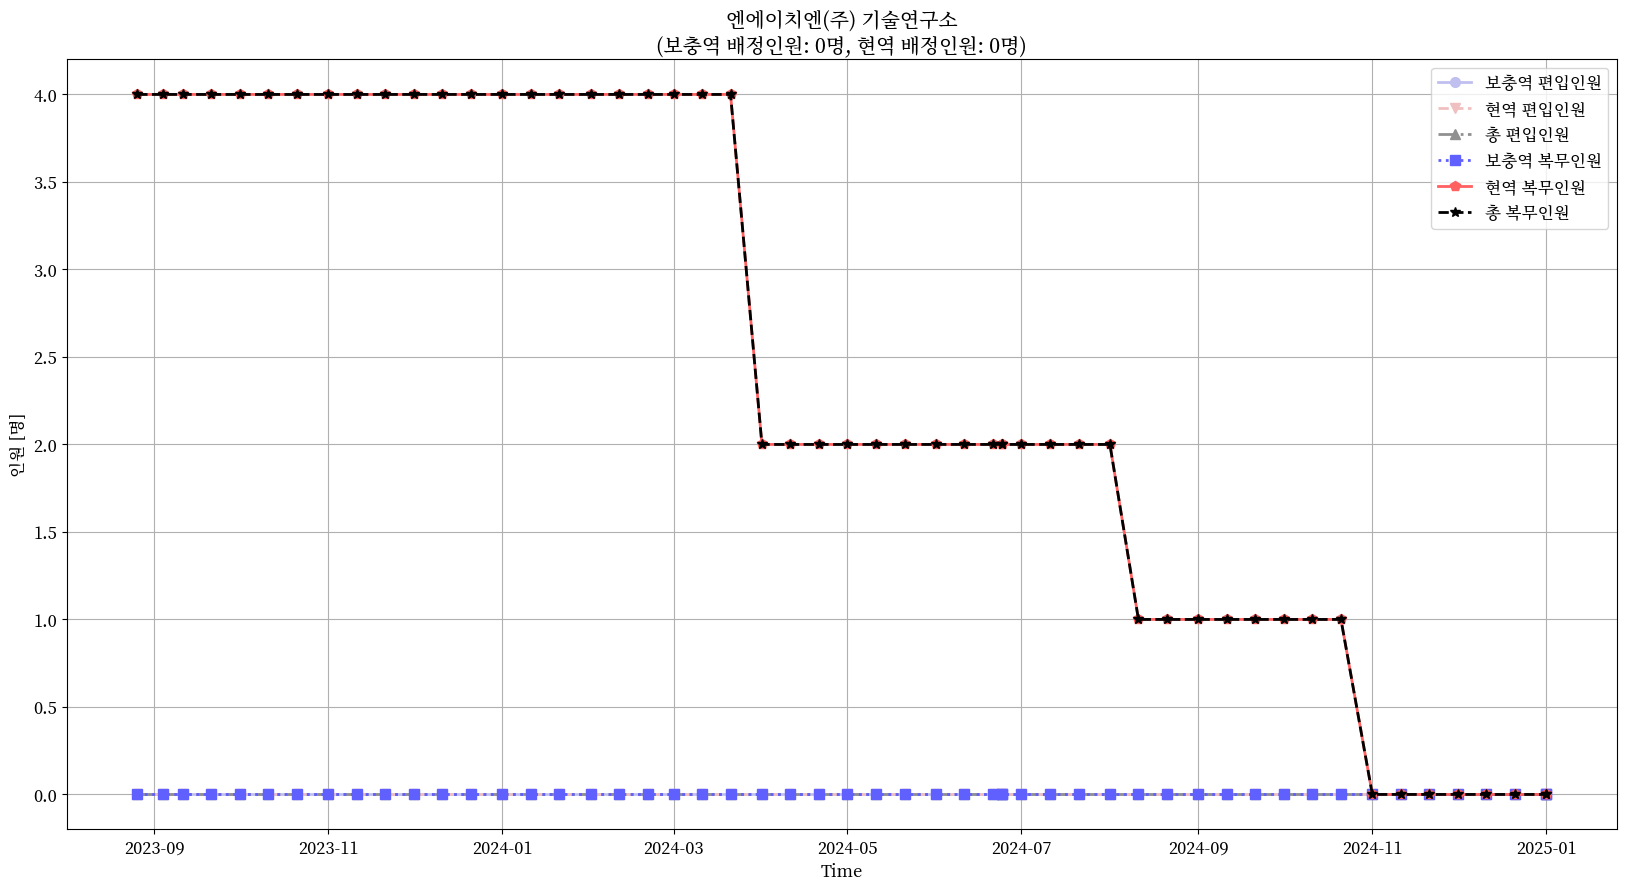 엔에이치엔(주) 기술연구소
(보충역 배정인원: 0명, 현역 배정인원: 0명)
보충역 편입인원
현역 편입인원
총 편입인원
보충역 복무인원
현역 복무인원
총 복무인원
인원 [명]
4.0
3.5
3.0
2.5
2.0
1.5
1.0
0.5
0.0
2023-09 2023-11 2024-01 2024-03 2024-05 2024-07 2024-09 2024-11 2025-01
Time